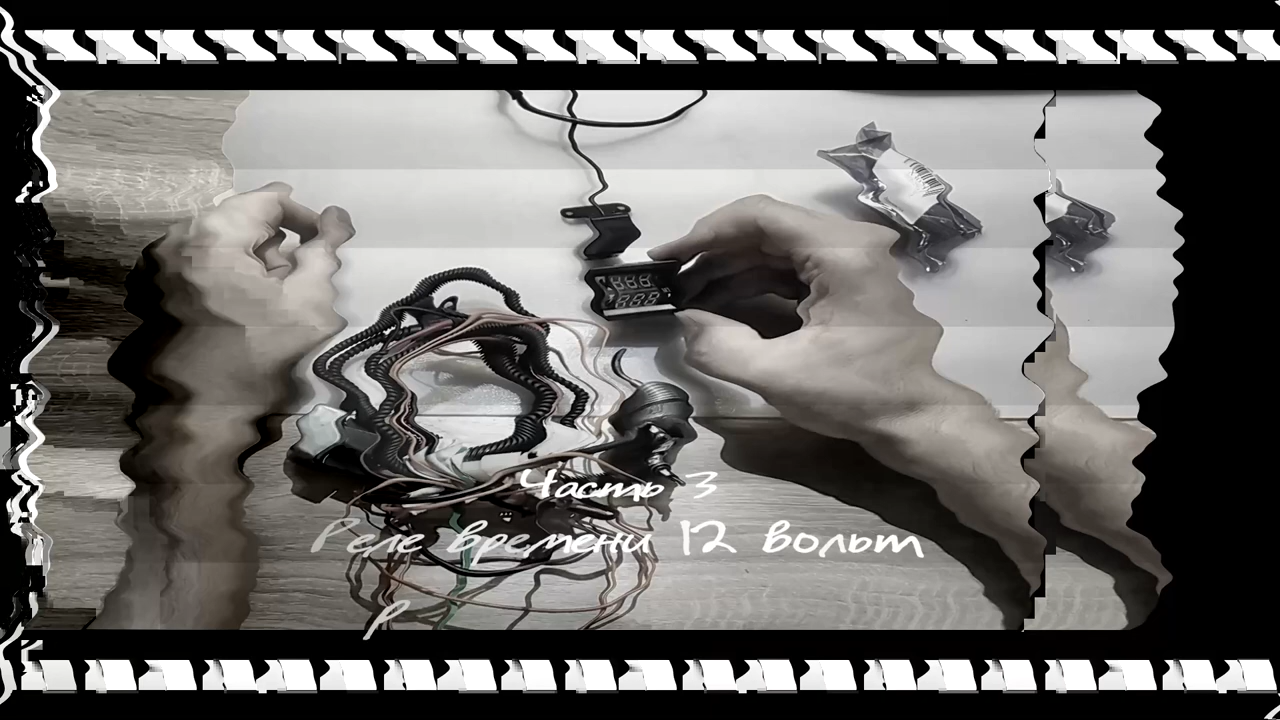 Часть 3
Реле времени 12 вольт
Р